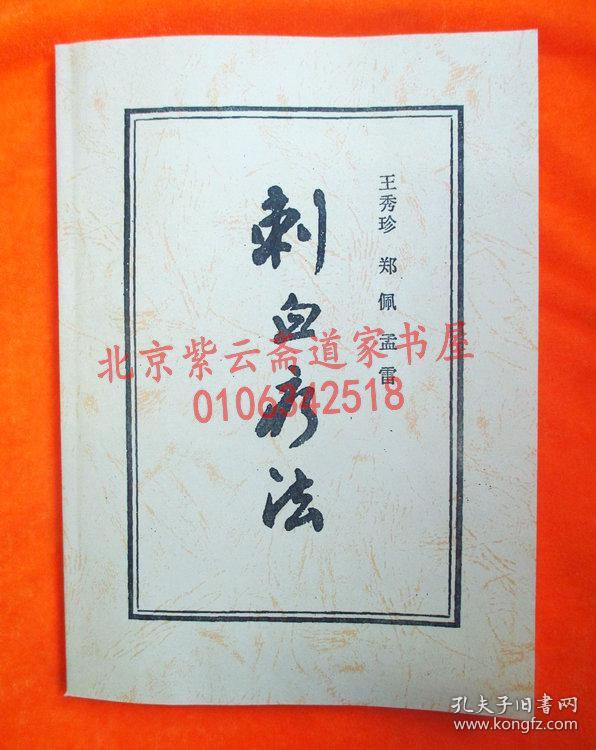 王秀珍 郑佩 孟雷
刺血疗法
北京紫云斋道家书屋
0106342518
孔夫子旧书网
www.kongfz.com